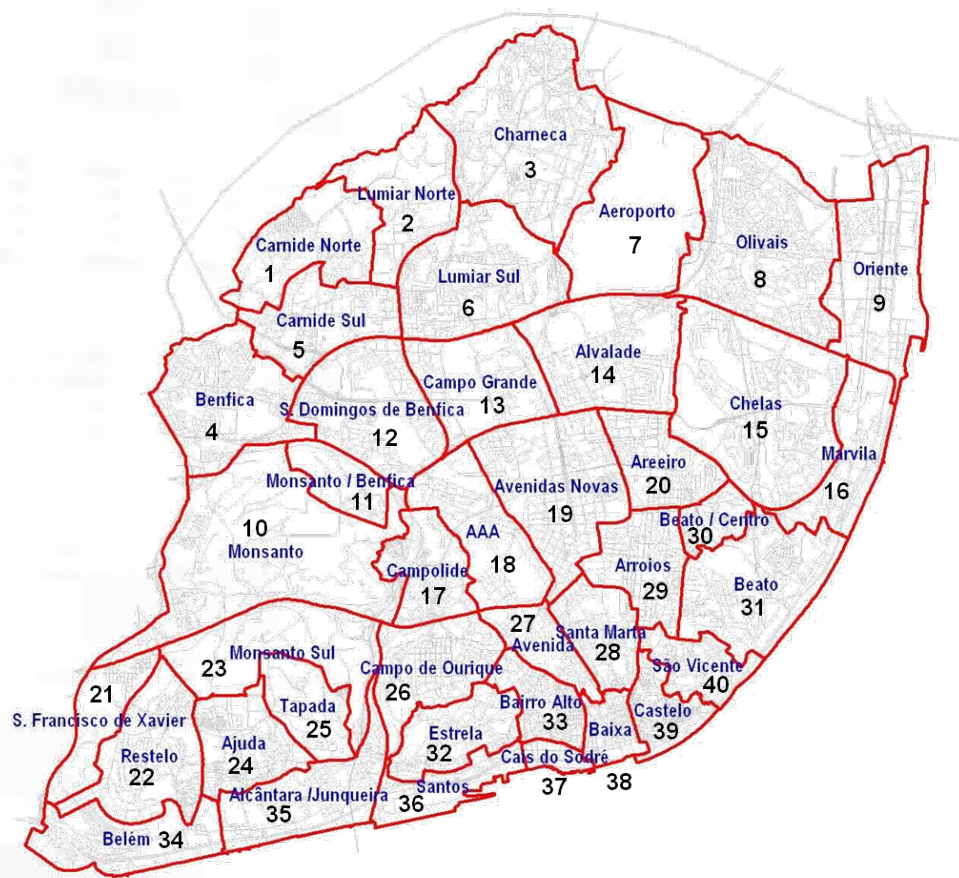 Charneca
3
Lumiar Norte
2
Aeroporto
7
Carnide Norte
1
Olivais
8
Oriente
9
Lumiar Sul
6
Carnide Sul
5
Alvalade
14
Campo Grande
13
Benfica
4
S. Domingos de Benfica
12
Chelas
15
Marvila
16
Areeiro
20
Monsanto / Benfica
11
Avenidas Novas
19
10
Monsanto
AAA
18
Beato / Centro
30
Campolide
17
Arroios
29
Beato
31
27
Avenida
Santa Marta
28
23
Monsanto Sul
Campo de Ourique
26
São Vicente
40
21
S. Francisco de Xavier
Tapada
25
Bairro Alto
33
Castelo
39
Baixa
38
Estrela
32
Restelo
22
Ajuda
24
Cais do Sodré
37
Santos
36
Alcântara /Junqueira
35
Belém 34